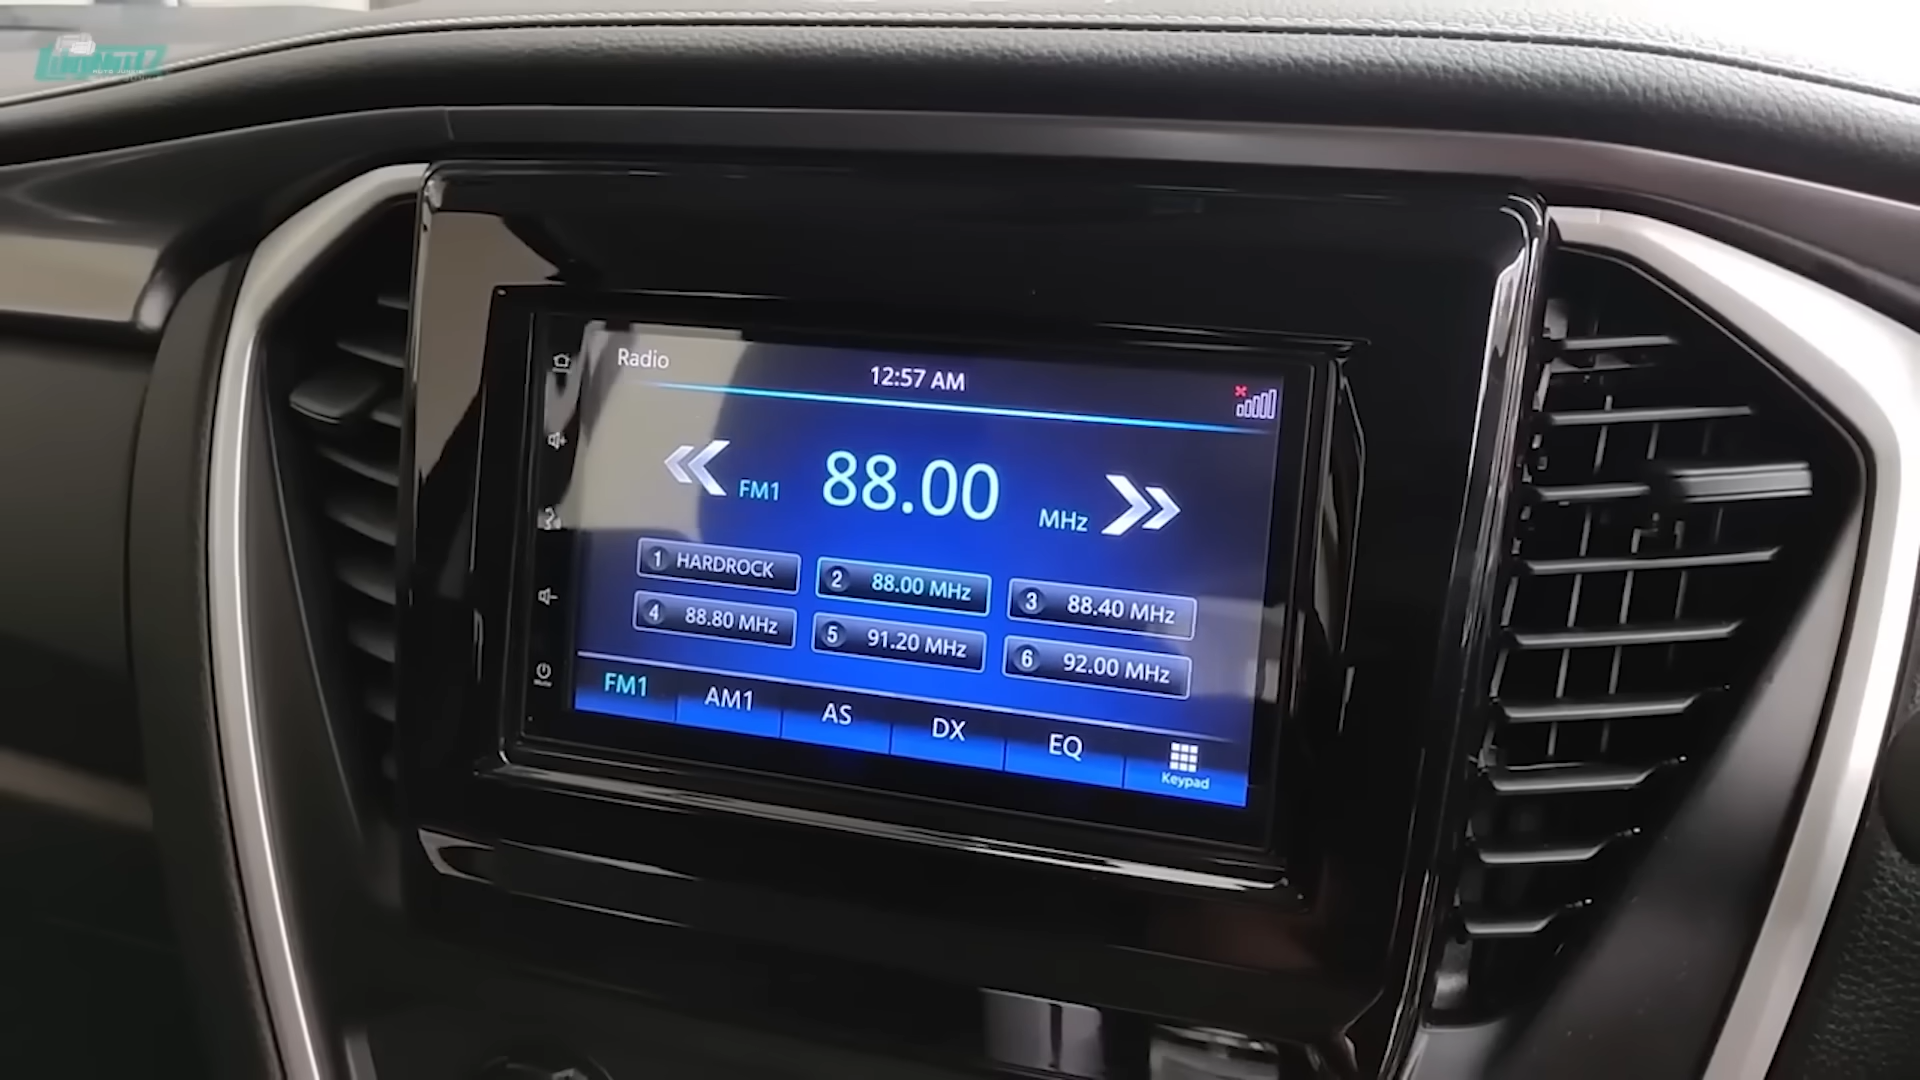 Radio
12:57 AM
FM1 88.00 MHz
1 HARDROCK
2 88.00 MHz
3 88.40 MHz
4 88.80 MHz
5 91.20 MHz
6 92.00 MHz
FM1
AM1
AS
DX
EQ
Keypad